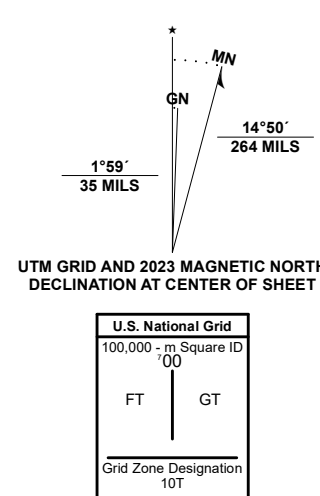 ★
MN
GN
14°50´
264 MILS
1°59´
35 MILS
UTM GRID AND 2023 MAGNETIC NORTH
DECLINATION AT CENTER OF SHEET
U.S. National Grid
100,000 - m Square ID
⁷00
FT GT
Grid Zone Designation
10T